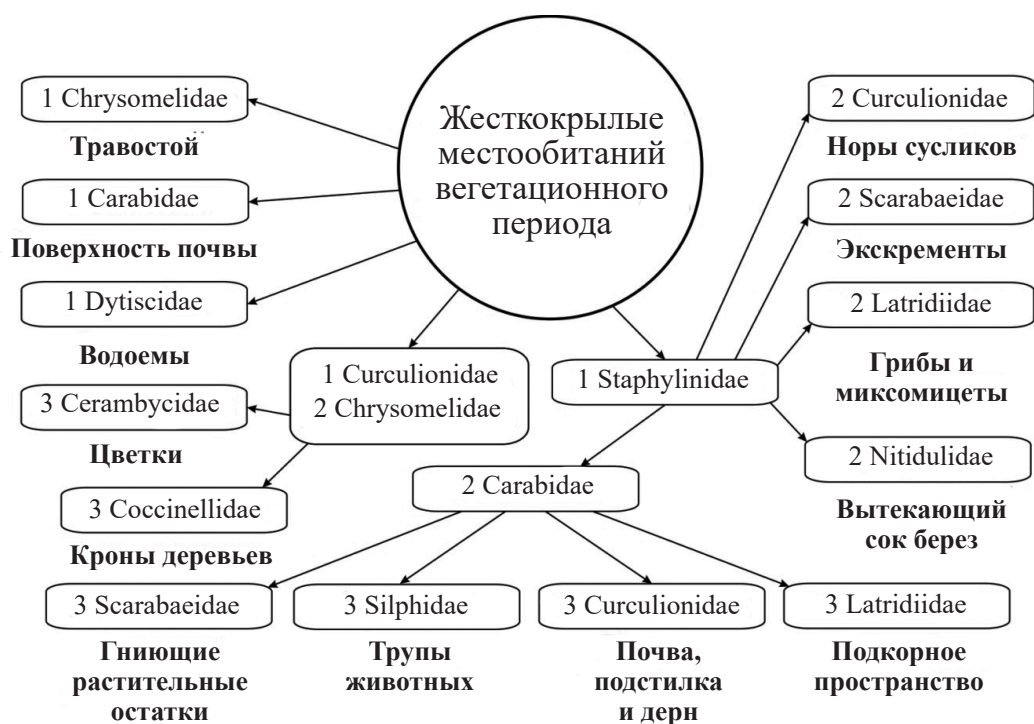 Жесткокрылые
местообитаний
вегетационного
периода
1 Chrysomelidae
Травостой
1 Carabidae
Поверхность почвы
1 Dytiscidae
Водоемы
1 Curculionidae
2 Chrysomelidae
3 Cerambycidae
Цветки
3 Coccinellidae
Кроны деревьев
1 Staphylinidae
2 Curculionidae
Норы сусликов
2 Scarabaeidae
Экскременты
2 Latridiidae
Грибы и
миксомицеты
2 Nitidulidae
Вытекающий
сок берез
2 Carabidae
3 Scarabaeidae
Гниющие
растительные
остатки
3 Silphidae
Трупы
животных
3 Curculionidae
Почва,
подстилка
и дерн
3 Latridiidae
Подкорное
пространство